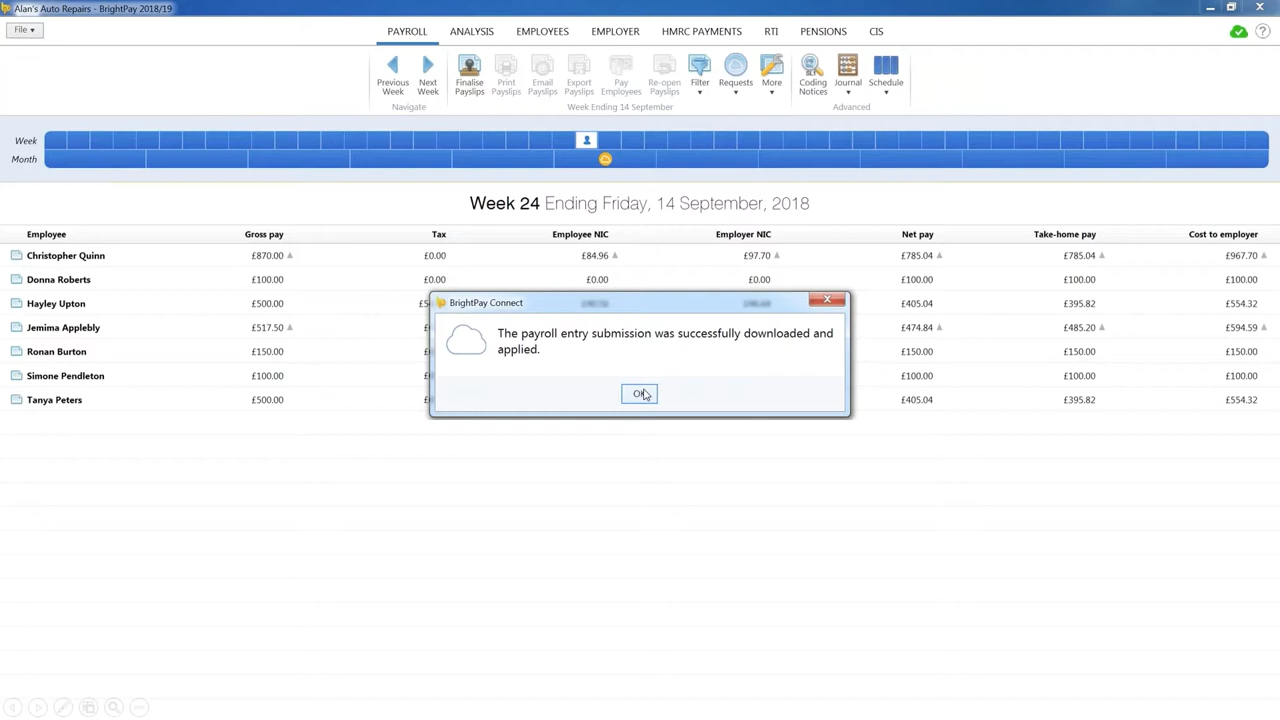 Alan's Auto Repairs - BrightPay 2018/19
File
PAYROLL ANALYSIS EMPLOYEES EMPLOYER HMRC PAYMENTS RTI PENSIONS CIS
Previous Week
Next Week
Finalise Payslips
Print Payslips
Email Payslips
Export Payslips
Pay Employees
Re-open Payslips
Filter
Requests
More
Coding Notices
Journal
Schedule
Navigate
Week Ending 14 September
Advanced
Week
Month
Week 24 Ending Friday, 14 September, 2018
Employee Gross pay Tax Employee NIC Employer NIC Net pay Take-home pay Cost to employer
Christopher Quinn £870.00 £0.00 £84.96 £97.70 £785.04 £785.04 £967.70
Donna Roberts £100.00 £0.00 £0.00 £0.00 £100.00 £100.00 £100.00
Hayley Upton £500.00 £405.04 £395.82 £554.32
Jemima Applebly £517.50 £474.84 £485.20 £594.59
Ronan Burton £150.00 £150.00 £150.00 £150.00
Simone Pendleton £100.00 £100.00 £100.00 £100.00
Tanya Peters £500.00 £405.04 £395.82 £554.32
BrightPay Connect
The payroll entry submission was successfully downloaded and
applied.
OK